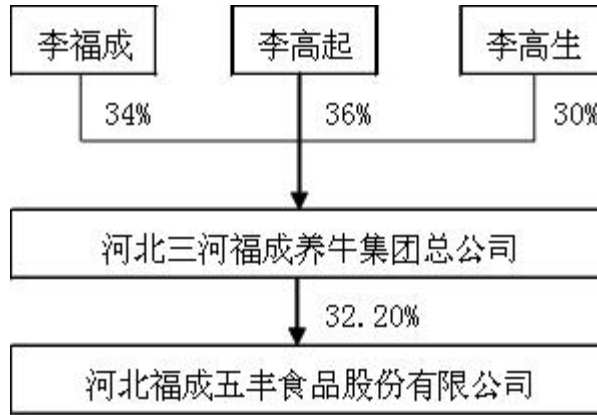 李福成 李高起 李高生
34% 36% 30%
河北三河福成养牛集团总公司
32.20%
河北福成五丰食品股份有限公司